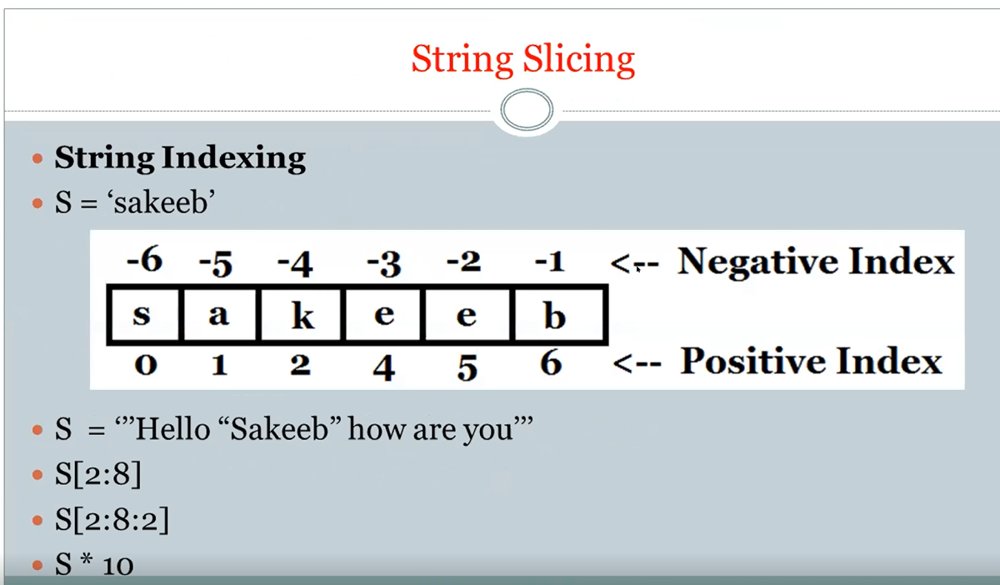 String Slicing
• String Indexing
• S = ‘sakeeb’
-6 -5 -4 -3 -2 -1 <-- Negative Index
s a k e e b
0 1 2 4 5 6 <-- Positive Index
• S = ‘”Hello “Sakeeb” how are you”’
• S[2:8]
• S[2:8:2]
• S * 10